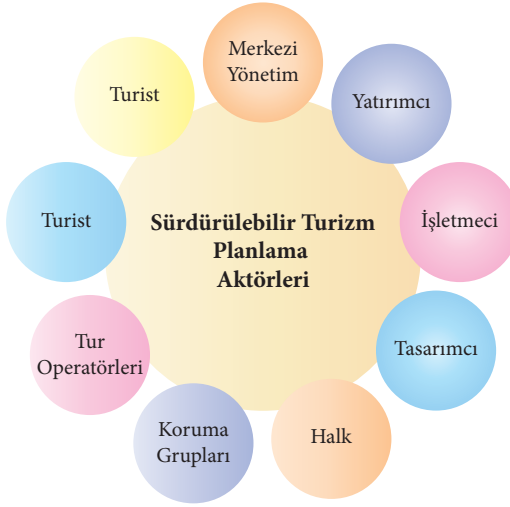 Merkezi
Yönetim
Yatırımcı
İşletmeci
Tasarımcı
Halk
Koruma
Grupları
Tur
Operatörleri
Turist
Turist
Sürdürülebilir Turizm
Planlama
Aktörleri